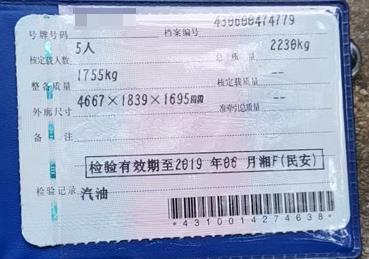 号牌号码 档案编号 430600474779
核定载人数 5人 总质量 2230kg
整备质量 1755kg 核定载质量 --
外廓尺寸 4667×1839×1695 准牵引总质量 --
备注
检验有效期至2019 年06 月湘F(民安)
检验记录 汽油
*4310014274638*